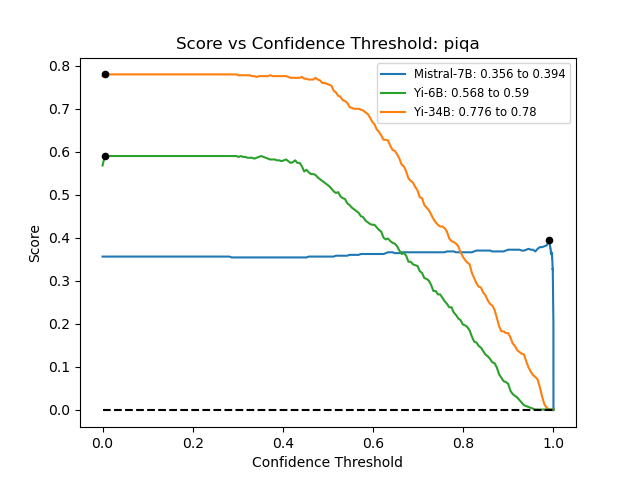 Score vs Confidence Threshold: piqa
Mistral-7B: 0.356 to 0.394
Yi-6B: 0.568 to 0.59
Yi-34B: 0.776 to 0.78
0.8
0.7
0.6
0.5
0.4
0.3
0.2
0.1
0.0
Score
0.0 0.2 0.4 0.6 0.8 1.0
Confidence Threshold